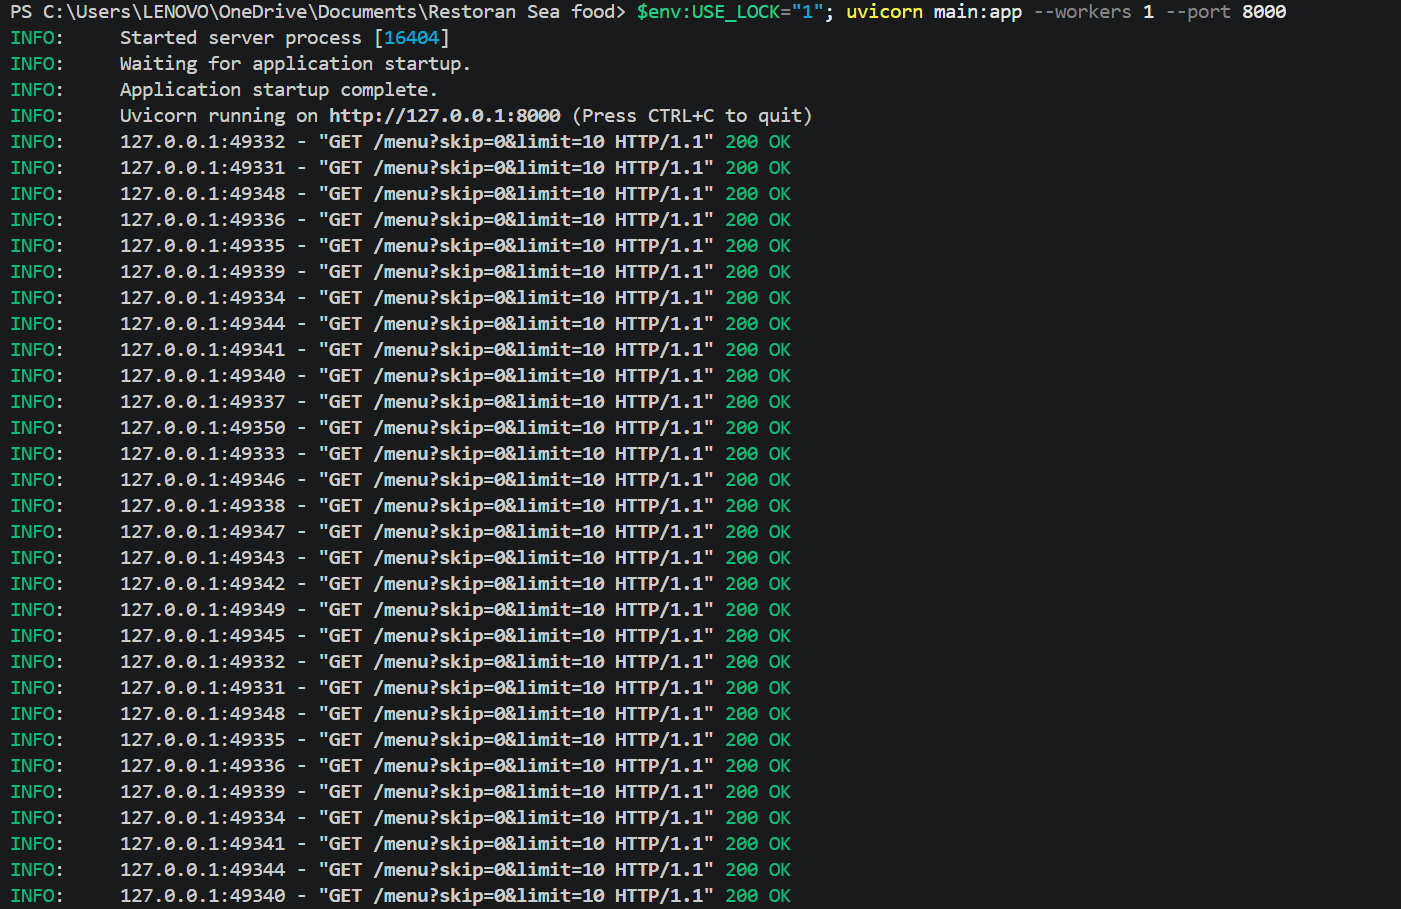 PS C:\Users\LENOVO\OneDrive\Documents\Restoran Sea food> $env:USE_LOCK="1"; uvicorn main:app --workers 1 --port 8000
INFO:     Started server process [16404]
INFO:     Waiting for application startup.
INFO:     Application startup complete.
INFO:     Uvicorn running on http://127.0.0.1:8000 (Press CTRL+C to quit)
INFO:     127.0.0.1:49332 - "GET /menu?skip=0&limit=10 HTTP/1.1" 200 OK
INFO:     127.0.0.1:49331 - "GET /menu?skip=0&limit=10 HTTP/1.1" 200 OK
INFO:     127.0.0.1:49348 - "GET /menu?skip=0&limit=10 HTTP/1.1" 200 OK
INFO:     127.0.0.1:49336 - "GET /menu?skip=0&limit=10 HTTP/1.1" 200 OK
INFO:     127.0.0.1:49335 - "GET /menu?skip=0&limit=10 HTTP/1.1" 200 OK
INFO:     127.0.0.1:49339 - "GET /menu?skip=0&limit=10 HTTP/1.1" 200 OK
INFO:     127.0.0.1:49334 - "GET /menu?skip=0&limit=10 HTTP/1.1" 200 OK
INFO:     127.0.0.1:49344 - "GET /menu?skip=0&limit=10 HTTP/1.1" 200 OK
INFO:     127.0.0.1:49341 - "GET /menu?skip=0&limit=10 HTTP/1.1" 200 OK
INFO:     127.0.0.1:49340 - "GET /menu?skip=0&limit=10 HTTP/1.1" 200 OK
INFO:     127.0.0.1:49337 - "GET /menu?skip=0&limit=10 HTTP/1.1" 200 OK
INFO:     127.0.0.1:49350 - "GET /menu?skip=0&limit=10 HTTP/1.1" 200 OK
INFO:     127.0.0.1:49333 - "GET /menu?skip=0&limit=10 HTTP/1.1" 200 OK
INFO:     127.0.0.1:49346 - "GET /menu?skip=0&limit=10 HTTP/1.1" 200 OK
INFO:     127.0.0.1:49338 - "GET /menu?skip=0&limit=10 HTTP/1.1" 200 OK
INFO:     127.0.0.1:49347 - "GET /menu?skip=0&limit=10 HTTP/1.1" 200 OK
INFO:     127.0.0.1:49343 - "GET /menu?skip=0&limit=10 HTTP/1.1" 200 OK
INFO:     127.0.0.1:49342 - "GET /menu?skip=0&limit=10 HTTP/1.1" 200 OK
INFO:     127.0.0.1:49349 - "GET /menu?skip=0&limit=10 HTTP/1.1" 200 OK
INFO:     127.0.0.1:49345 - "GET /menu?skip=0&limit=10 HTTP/1.1" 200 OK
INFO:     127.0.0.1:49332 - "GET /menu?skip=0&limit=10 HTTP/1.1" 200 OK
INFO:     127.0.0.1:49331 - "GET /menu?skip=0&limit=10 HTTP/1.1" 200 OK
INFO:     127.0.0.1:49348 - "GET /menu?skip=0&limit=10 HTTP/1.1" 200 OK
INFO:     127.0.0.1:49335 - "GET /menu?skip=0&limit=10 HTTP/1.1" 200 OK
INFO:     127.0.0.1:49336 - "GET /menu?skip=0&limit=10 HTTP/1.1" 200 OK
INFO:     127.0.0.1:49339 - "GET /menu?skip=0&limit=10 HTTP/1.1" 200 OK
INFO:     127.0.0.1:49334 - "GET /menu?skip=0&limit=10 HTTP/1.1" 200 OK
INFO:     127.0.0.1:49341 - "GET /menu?skip=0&limit=10 HTTP/1.1" 200 OK
INFO:     127.0.0.1:49344 - "GET /menu?skip=0&limit=10 HTTP/1.1" 200 OK
INFO:     127.0.0.1:49340 - "GET /menu?skip=0&limit=10 HTTP/1.1" 200 OK